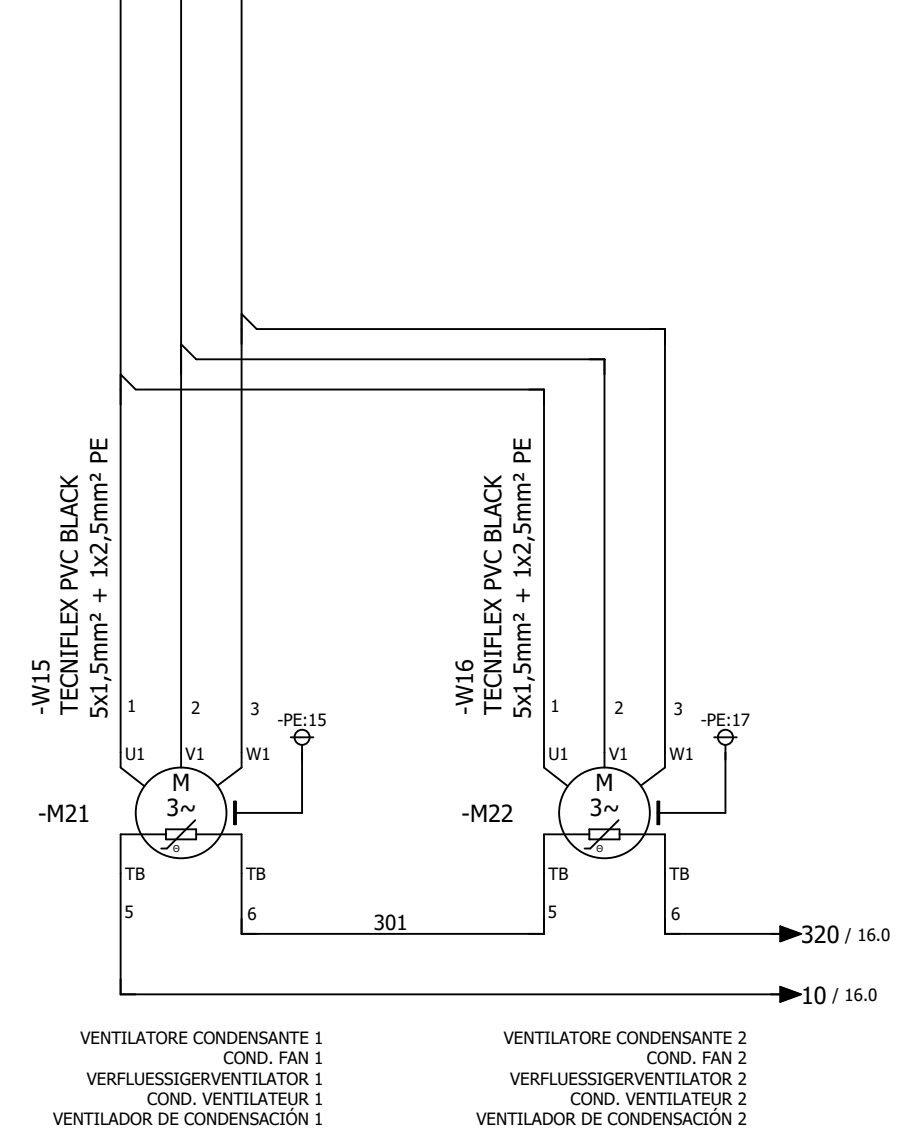 -W15
TECNIFLEX PVC BLACK
5x1,5mm² + 1x2,5mm² PE
-W16
TECNIFLEX PVC BLACK
5x1,5mm² + 1x2,5mm² PE
1
2
3
-PE:15
1
2
3
-PE:17
U1
V1
W1
U1
V1
W1
M
3~
-M21
M
3~
-M22
Θ
Θ
TB
TB
TB
TB
5
6
301
5
6
320 / 16.0
10 / 16.0
VENTILATORE CONDENSANTE 1
COND. FAN 1
VERFLUESSIGERVENTILATOR 1
COND. VENTILATEUR 1
VENTILADOR DE CONDENSACIÓN 1
VENTILATORE CONDENSANTE 2
COND. FAN 2
VERFLUESSIGERVENTILATOR 2
COND. VENTILATEUR 2
VENTILADOR DE CONDENSACIÓN 2